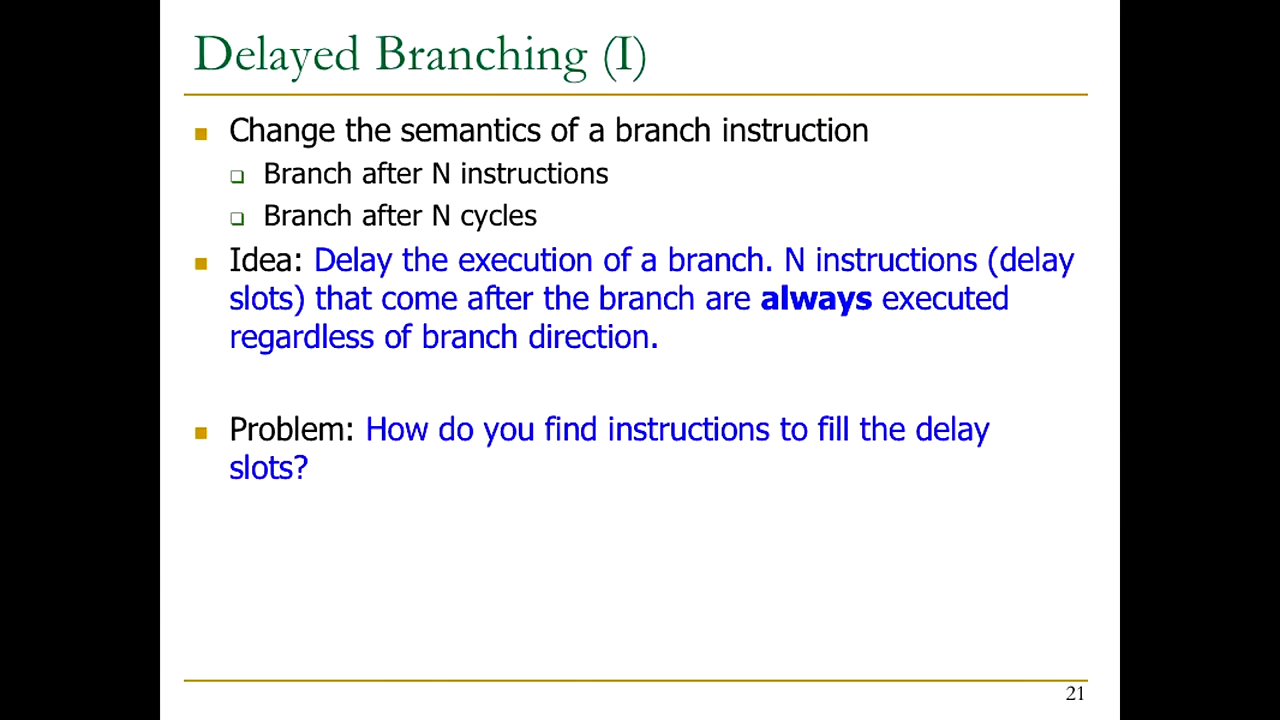 Delayed Branching (I)
Change the semantics of a branch instruction
Branch after N instructions
Branch after N cycles
Idea: Delay the execution of a branch. N instructions (delay
slots) that come after the branch are always executed
regardless of branch direction.
Problem: How do you find instructions to fill the delay
slots?
21